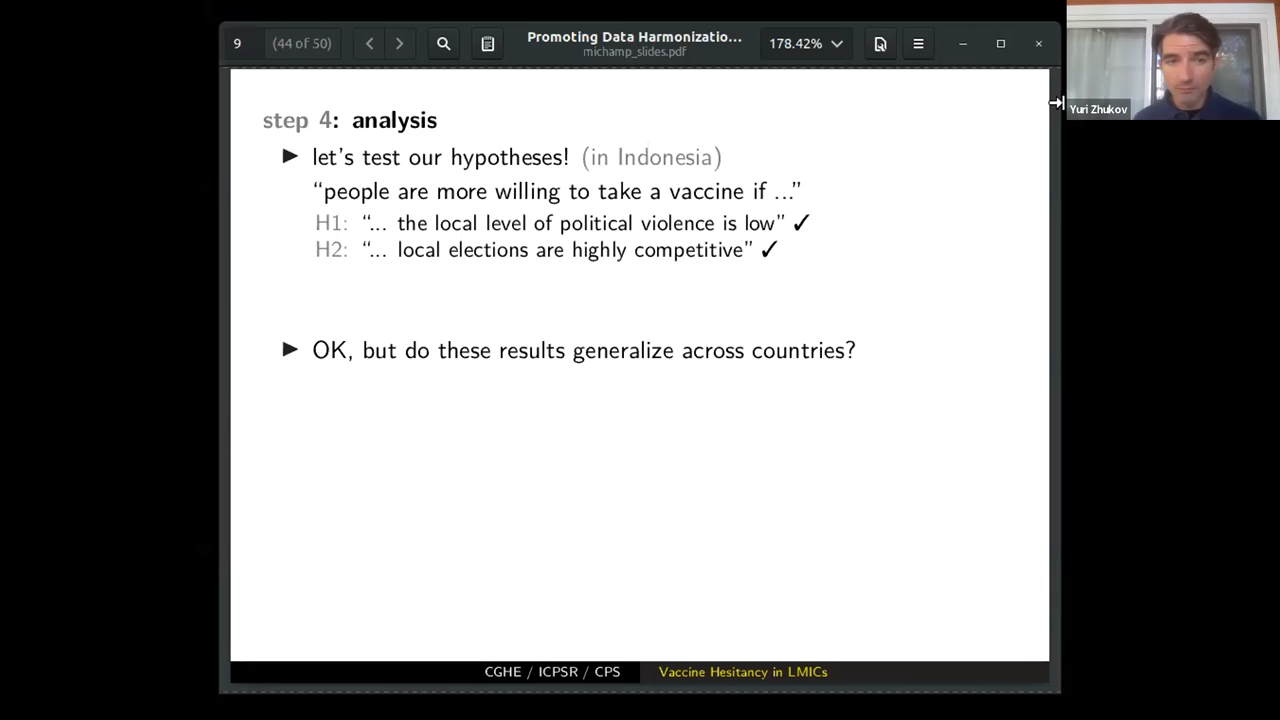 9 (44 of 50) Promoting Data Harmonizatio... 178.42%
michamp_slides.pdf
Yuri Zhukov
step 4: analysis
► let's test our hypotheses! (in Indonesia)
“people are more willing to take a vaccine if ...”
H1: “... the local level of political violence is low” ✓
H2: “... local elections are highly competitive” ✓
► OK, but do these results generalize across countries?
CGHE / ICPSR / CPS Vaccine Hesitancy in LMICs